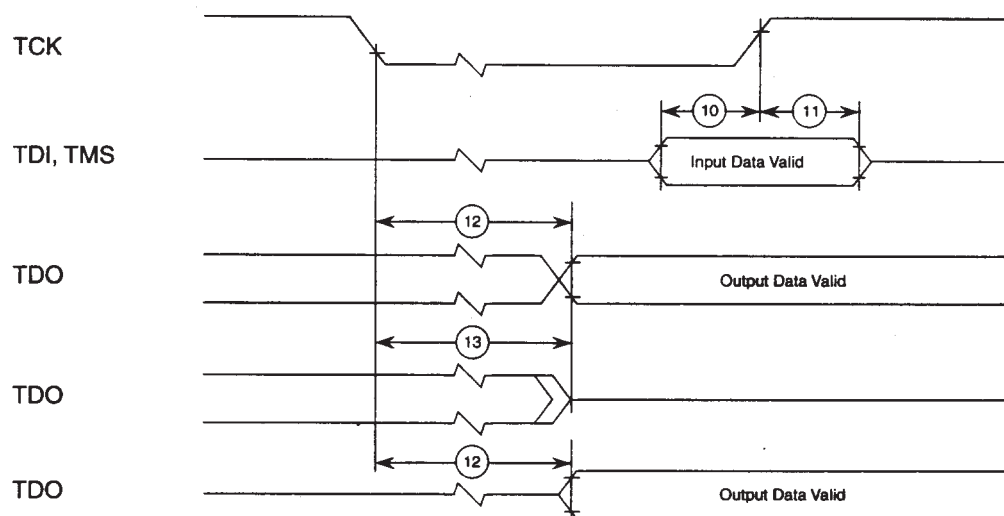 TCK
10
11
TDI, TMS
Input Data Valid
12
TDO
Output Data Valid
13
TDO
12
TDO
Output Data Valid